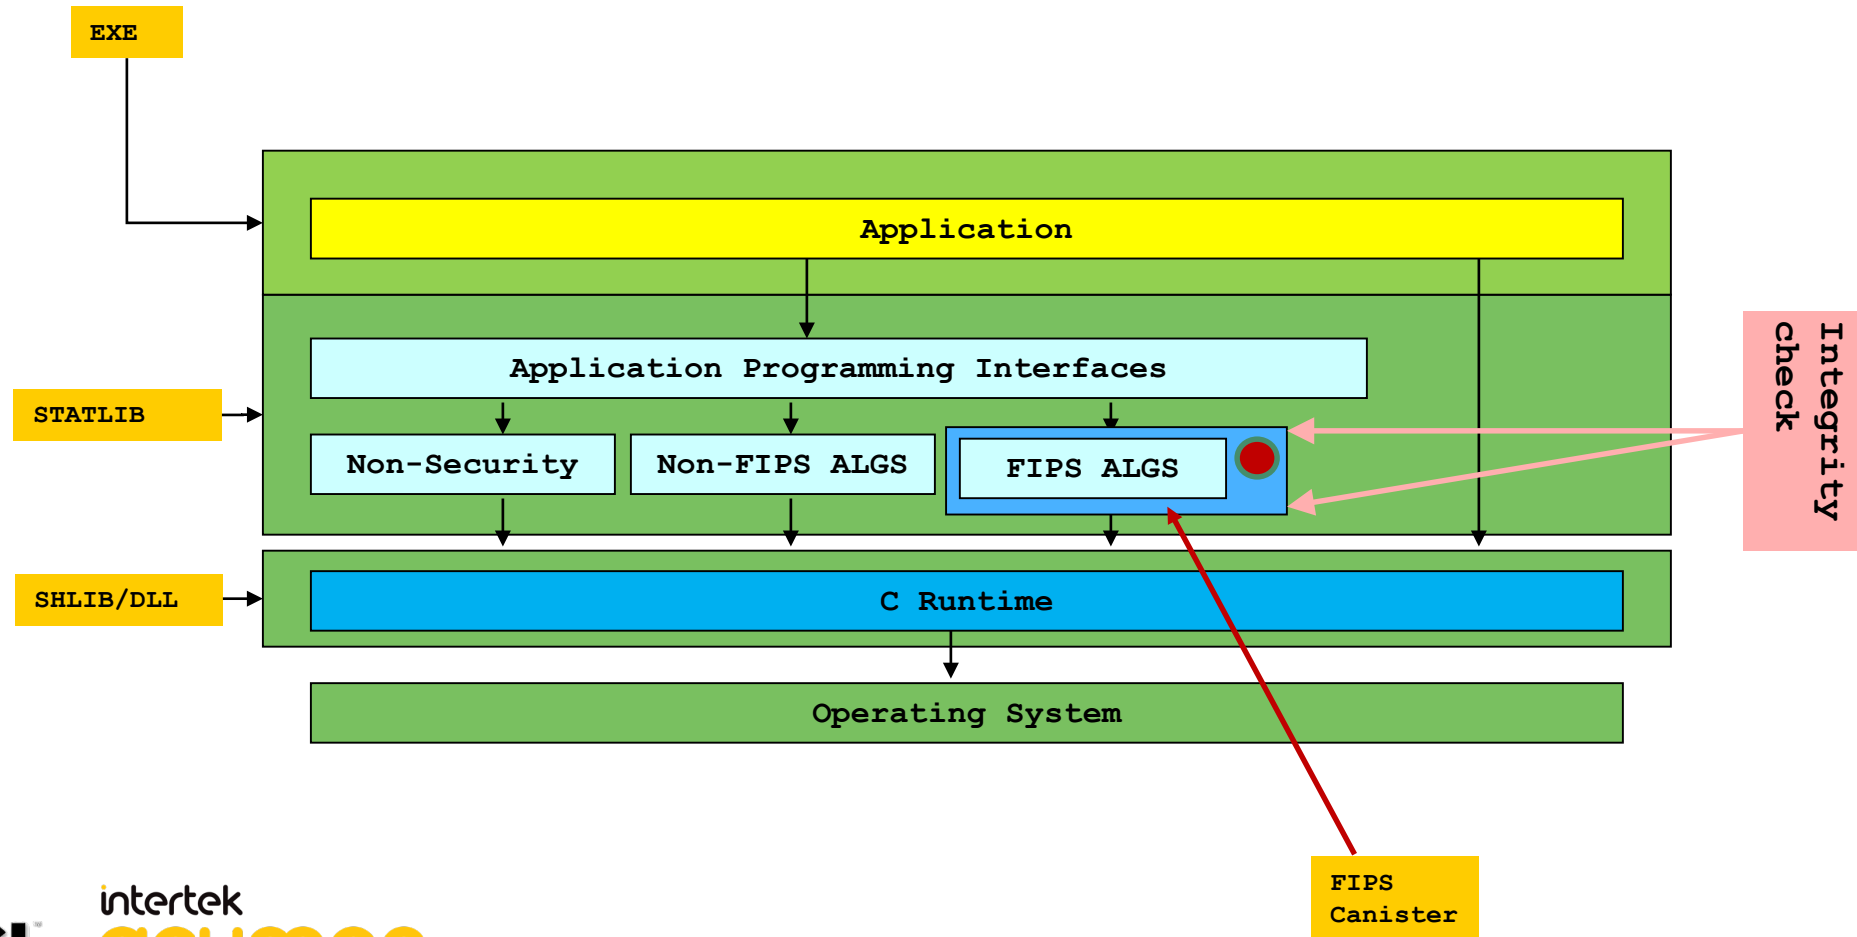 EXE
Application
Application Programming Interfaces
STATLIB
Non-Security
Non-FIPS ALGS
FIPS ALGS
Integrity
Check
SHLIB/DLL
C Runtime
Operating System
FIPS
Canister
intertek